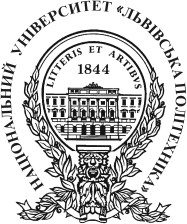 НАЦІОНАЛЬНИЙ УНІВЕРСИТЕТ «ЛЬВІВСЬКА ПОЛІТЕХНІКА»
LITTERIS ET ARTIBUS
1844